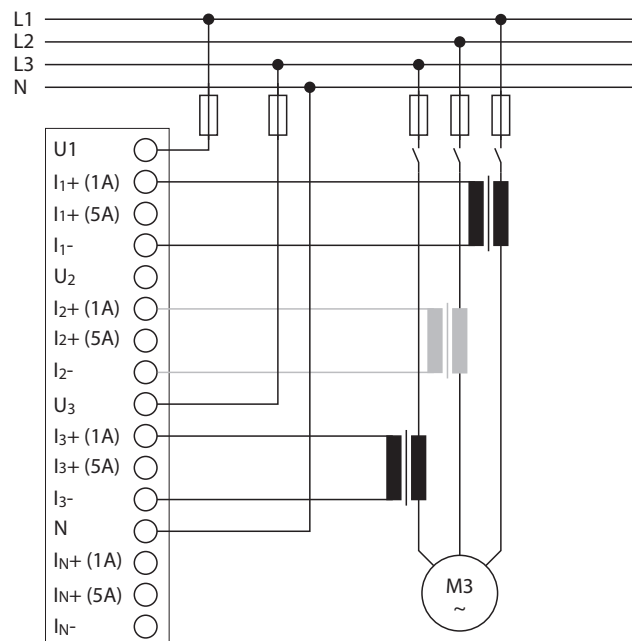 L1
L2
L3
N
U1
I1+ (1A)
I1+ (5A)
I1-
U2
I2+ (1A)
I2+ (5A)
I2-
U3
I3+ (1A)
I3+ (5A)
I3-
N
IN+ (1A)
IN+ (5A)
IN-
M3
~